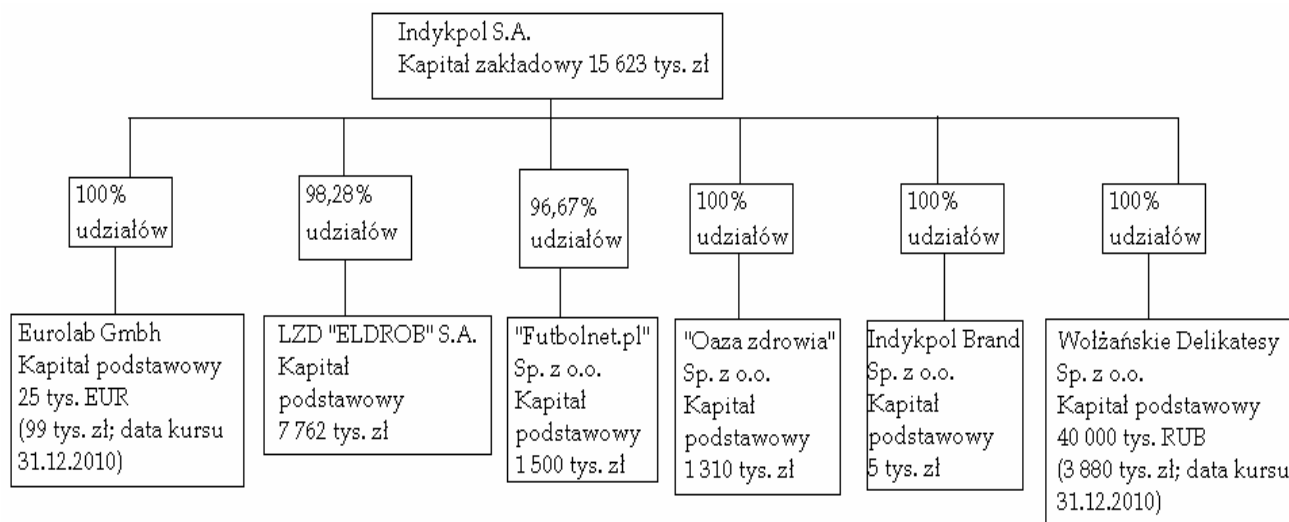 Indykpol S.A.
Kapitał zakładowy 15 623 tys. zł
100%
udziałów
98,28%
udziałów
96,67%
udziałów
100%
udziałów
100%
udziałów
100%
udziałów
Eurolab Gmbh
Kapitał podstawowy
25 tys. EUR
(99 tys. zł; data kursu
31.12.2010)
LZD "ELDROB" S.A.
Kapitał
podstawowy
7 762 tys. zł
"Futbolnet.pl"
Sp. z o.o.
Kapitał
podstawowy
1 500 tys. zł
"Oaza zdrowia"
Sp. z o.o.
Kapitał
podstawowy
1 310 tys. zł
Indykpol Brand
Sp. z o.o.
Kapitał
podstawowy
5 tys. zł
Wołżańskie Delikatesy
Sp. z o.o.
Kapitał podstawowy
40 000 tys. RUB
(3 880 tys. zł; data kursu
31.12.2010)